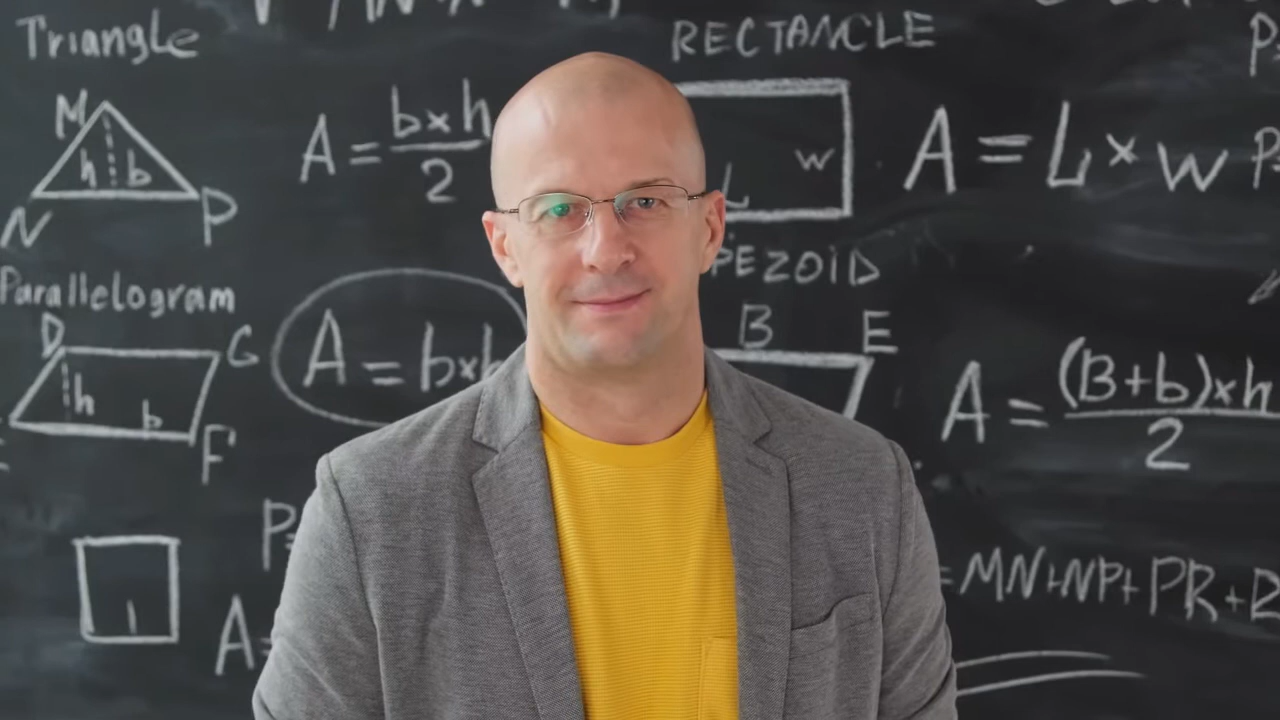 Triangle
M
h b
N P
A = b×h
2
RECTANGLE
L w
A = L × w
Parallelogram
D G
h b
F
A = b×h
PEZOID
B E
A = (B+b)×h
2
P
l
A =
= MN+NP+PR+